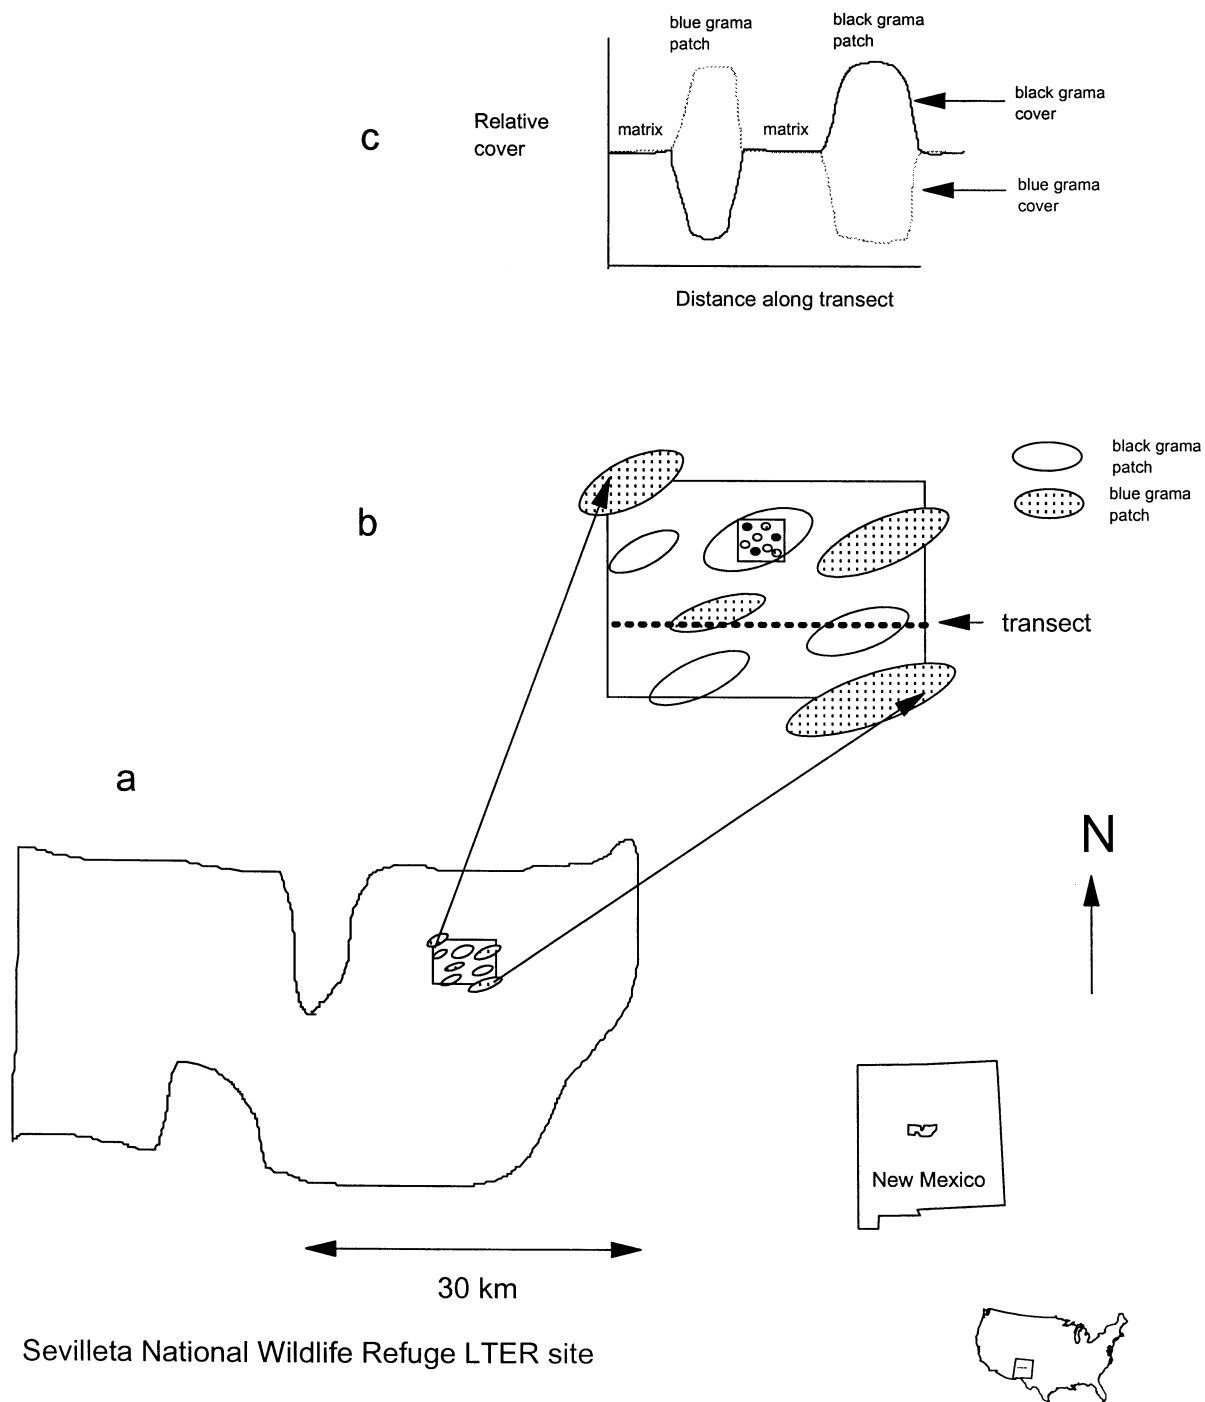 blue grama
patch
black grama
patch
c
Relative
cover
matrix
matrix
black grama
cover
blue grama
cover
Distance along transect
b
black grama
patch
blue grama
patch
transect
a
N
New Mexico
30 km
Sevilleta National Wildlife Refuge LTER site